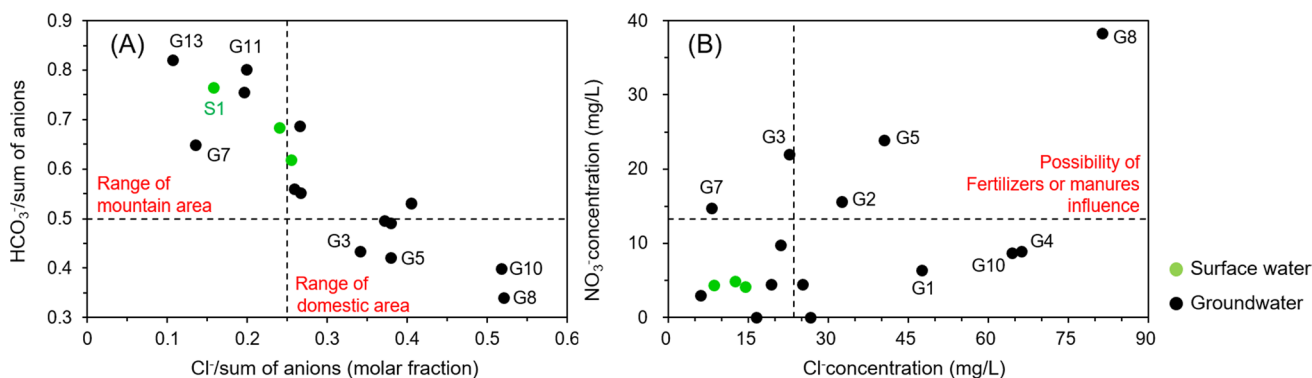 (A)
HCO₃⁻/sum of anions
0.9
0.8
0.7
0.6
0.5
0.4
0.3
G13
G11
S1
G7
Range of
mountain area
G3
G5
G10
G8
Range of
domestic area
0 0.1 0.2 0.3 0.4 0.5 0.6
Cl⁻/sum of anions (molar fraction)
(B)
NO₃⁻concentration (mg/L)
40
30
20
10
0
G8
G3
G5
G7
G2
Possibility of
Fertilizers or manures
influence
G4
G10
G1
0 15 30 45 60 75 90
Cl⁻concentration (mg/L)
Surface water
Groundwater